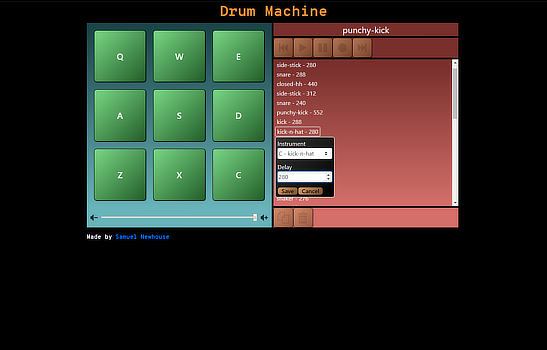 Drum Machine
Q
W
E
A
S
D
Z
X
C
punchy-kick
side-stick - 280
snare - 288
closed-hh - 440
side-stick - 312
snare - 240
punchy-kick - 552
kick - 288
kick-n-hat - 280
Instrument
C - kick-n-hat
Delay
280
Save Cancel
shaker - 276
Made by Samuel Newhouse